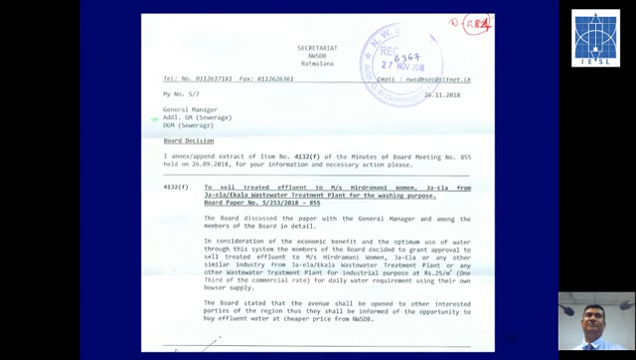 SECRETARIAT
NWSDB
Ratmalana
Tel: No. 0112637181 Fax: 0112626361
Email : nwsdbsec@sltnet.lk
My No. S/7
26.11.2018
N. W. S.
REC
6367
27 NOV 2018
General Manager
Addl. GM (Sewerage)
DGM (Sewerage)
Board Decision
I annex/append extract of Item No. 4132(f) of the Minutes of Board Meeting No. 855
held on 26.09.2018, for your information and necessary action please.
4132(f) To sell treated effluent to M/s Hirdramani Women, Ja-Ela from
Ja-ela/Ekala Wastewater Treatment Plant for the washing purpose.
Board Paper No. S/253/2018 – 855
The Board discussed the paper with the General Manager and among the
members of the Board in detail.
In consideration of the economic benefit and the optimum use of water
through this system the members of the Board decided to grant approval to
sell treated effluent to M/s Hirdramani Women, Ja-Ela or any other
similar industry from Ja-ela/Ekala Wastewater Treatment Plant or any
other Wastewater Treatment Plant for industrial purpose at Rs.25/m³ (One
Third of the commercial rate) for daily water requirement using their own
bowser supply.
The Board stated that the avenue shall be opened to other interested
parties of the region thus they shall be informed of the opportunity to
buy effluent water at cheaper price from NWSDB.
IESL